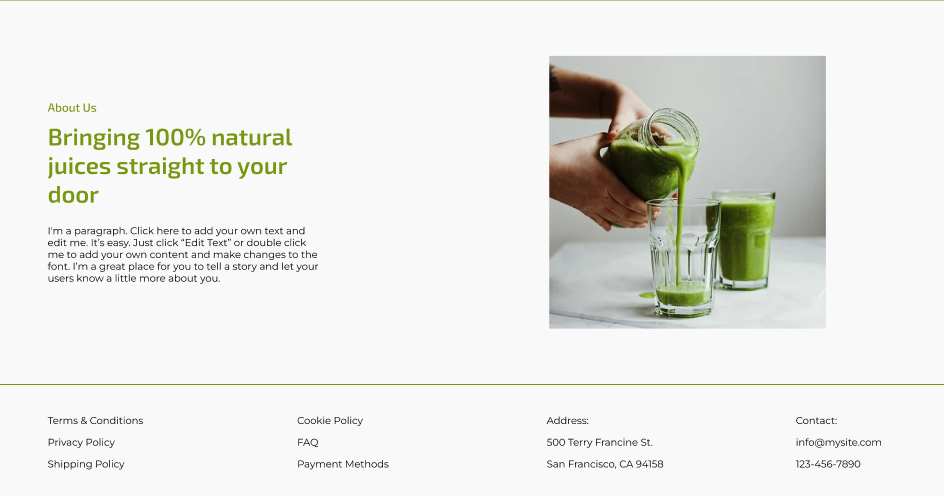 About Us
Bringing 100% natural
juices straight to your
door
I'm a paragraph. Click here to add your own text and
edit me. It’s easy. Just click “Edit Text” or double click
me to add your own content and make changes to the
font. I’m a great place for you to tell a story and let your
users know a little more about you.
Terms & Conditions
Privacy Policy
Shipping Policy
Cookie Policy
FAQ
Payment Methods
Address:
500 Terry Francine St.
San Francisco, CA 94158
Contact:
info@mysite.com
123-456-7890